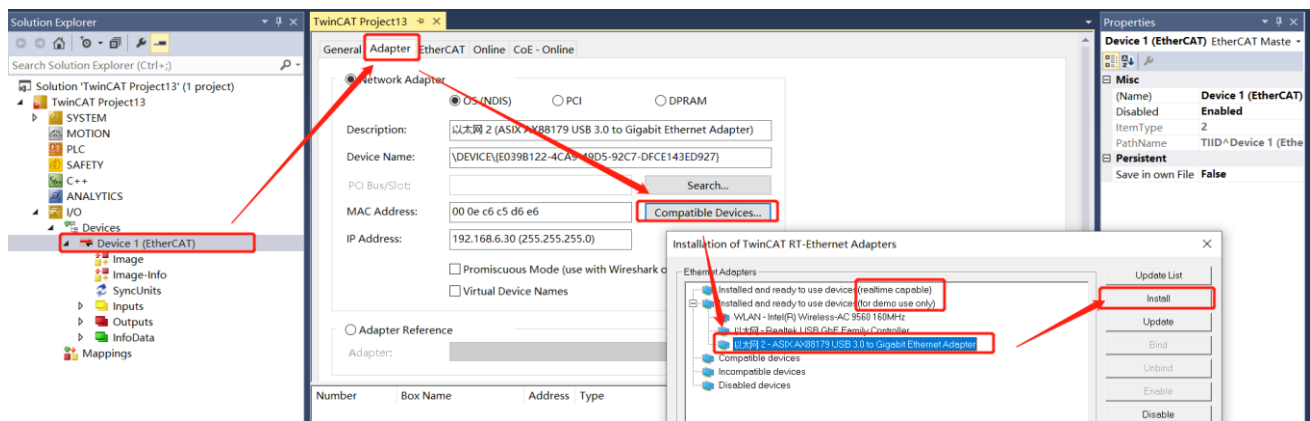 Solution Explorer
Search Solution Explorer (Ctrl+;)
Solution 'TwinCAT Project13' (1 project)
TwinCAT Project13
SYSTEM
MOTION
PLC
SAFETY
C++
ANALYTICS
I/O
Devices
Device 1 (EtherCAT)
Image
Image-Info
SyncUnits
Inputs
Outputs
InfoData
Mappings
TwinCAT Project13
General Adapter EtherCAT Online CoE - Online
Network Adapter
OS (NDIS) PCI DPRAM
Description: 以太网 2 (ASIX AX88179 USB 3.0 to Gigabit Ethernet Adapter)
Device Name: \DEVICE\{E039B122-4CA9-49D5-92C7-DFCE143ED927}
PCI Bus/Slot: Search...
MAC Address: 00 0e c6 c5 d6 e6 Compatible Devices...
IP Address: 192.168.6.30 (255.255.255.0)
Promiscuous Mode (use with Wireshark o
Virtual Device Names
Adapter Reference
Adapter:
Number Box Name Address Type
Installation of TwinCAT RT-Ethernet Adapters
Ethernet Adapters
Installed and ready to use devices (realtime capable)
Installed and ready to use devices (for demo use only)
WLAN - Intel(R) Wireless-AC 9560 160MHz
以太网 - Realtek USB GbE Family Controller
以太网 2 - ASIX AX88179 USB 3.0 to Gigabit Ethernet Adapter
Compatible devices
Incompatible devices
Disabled devices
Update List
Install
Update
Bind
Unbind
Enable
Disable
Properties
Device 1 (EtherCAT) EtherCAT Maste
Misc
(Name) Device 1 (EtherCAT)
Disabled Enabled
ItemType 2
PathName TIID^Device 1 (Ethe
Persistent
Save in own File False